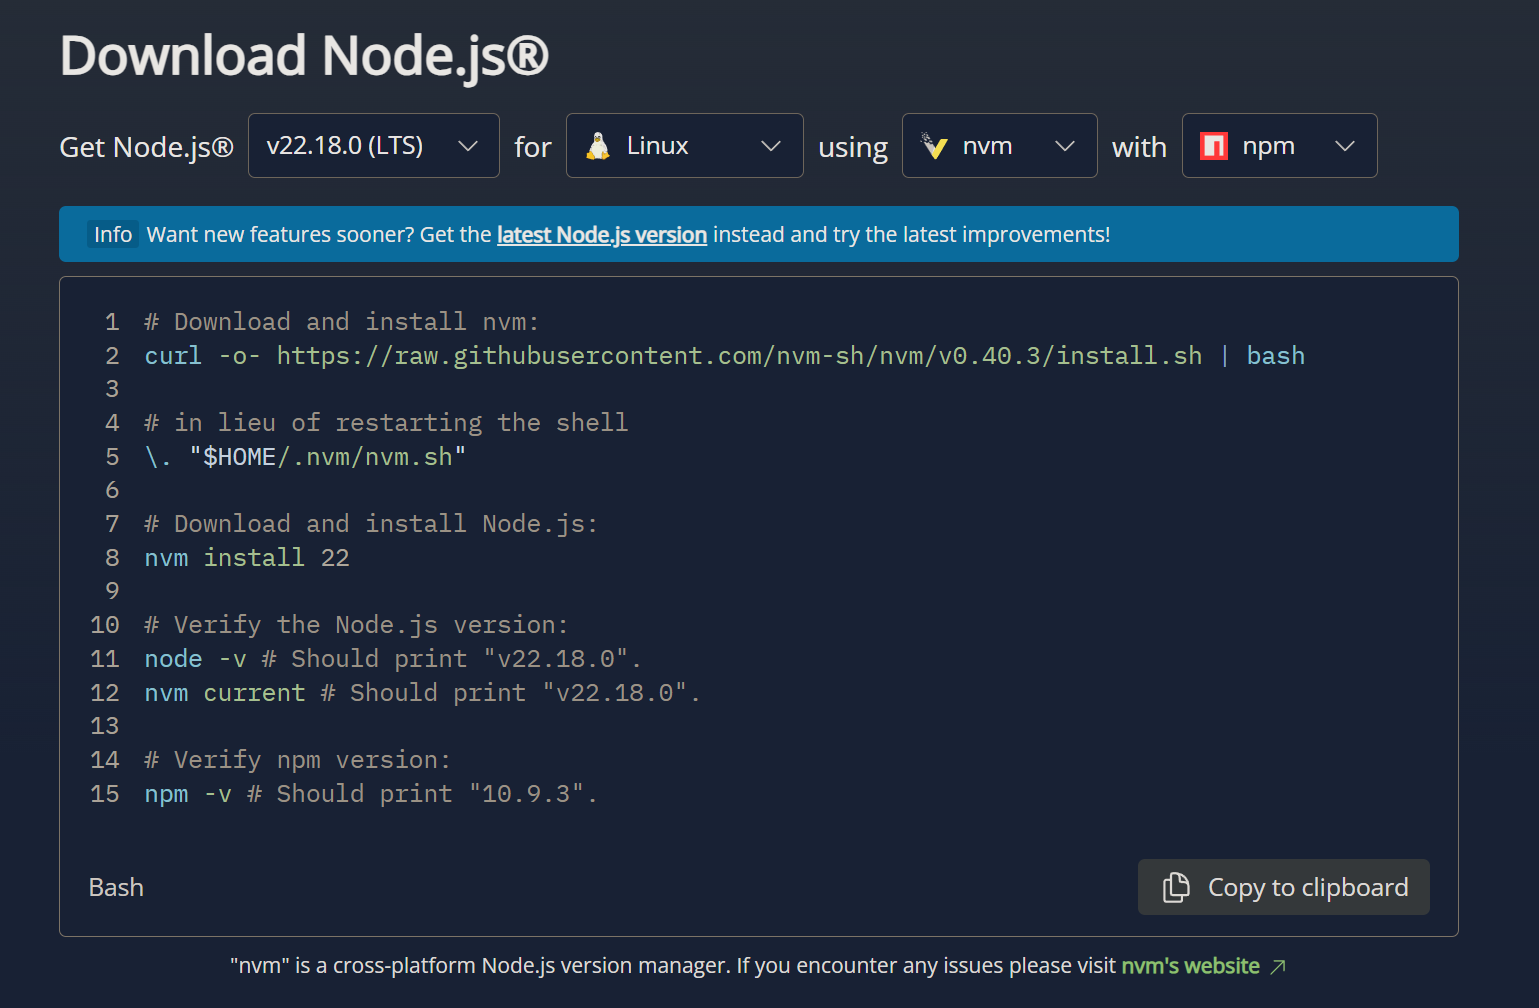 Download Node.js®
Get Node.js® v22.18.0 (LTS) for Linux using nvm with npm
Info Want new features sooner? Get the latest Node.js version instead and try the latest improvements!
1 # Download and install nvm:
2 curl -o- https://raw.githubusercontent.com/nvm-sh/nvm/v0.40.3/install.sh | bash
3
4 # in lieu of restarting the shell
5 \. "$HOME/.nvm/nvm.sh"
6
7 # Download and install Node.js:
8 nvm install 22
9
10 # Verify the Node.js version:
11 node -v # Should print "v22.18.0".
12 nvm current # Should print "v22.18.0".
13
14 # Verify npm version:
15 npm -v # Should print "10.9.3".
Bash Copy to clipboard
"nvm" is a cross-platform Node.js version manager. If you encounter any issues please visit nvm's website